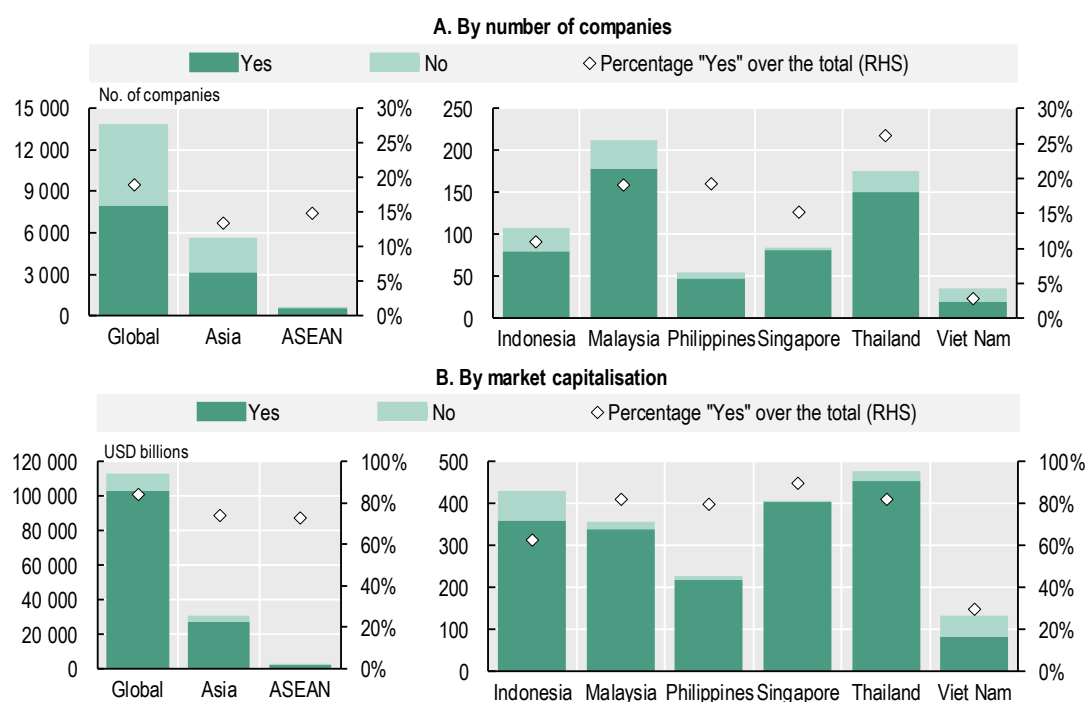 A. By number of companies
Yes No Percentage "Yes" over the total (RHS)
No. of companies
15 000 30% 250 30%
12 000 25% 200 25%
9 000 20% 150 20%
6 000 15% 100 15%
3 000 10% 50 10%
0 5% 0 5%
0% 0%
Global Asia ASEAN Indonesia Malaysia Philippines Singapore Thailand Viet Nam
B. By market capitalisation
Yes No Percentage "Yes" over the total (RHS)
USD billions
120 000 100% 500 100%
100 000 80% 400 80%
80 000 60% 300 60%
60 000 40% 200 40%
40 000 20% 100 20%
20 000 0% 0 0%
0
Global Asia ASEAN Indonesia Malaysia Philippines Singapore Thailand Viet Nam